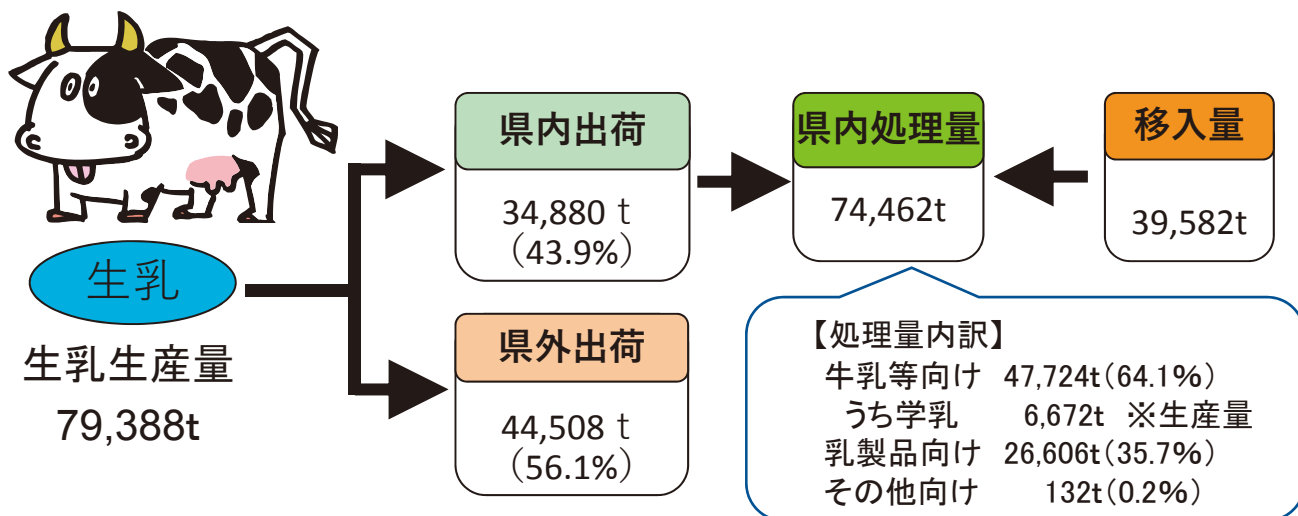 生乳
生乳生産量
79,388t
県内出荷
34,880 t
(43.9%)
県外出荷
44,508 t
(56.1%)
県内処理量
74,462t
移入量
39,582t
【処理量内訳】
牛乳等向け 47,724t(64.1%)
うち学乳 6,672t ※生産量
乳製品向け 26,606t(35.7%)
その他向け 132t(0.2%)